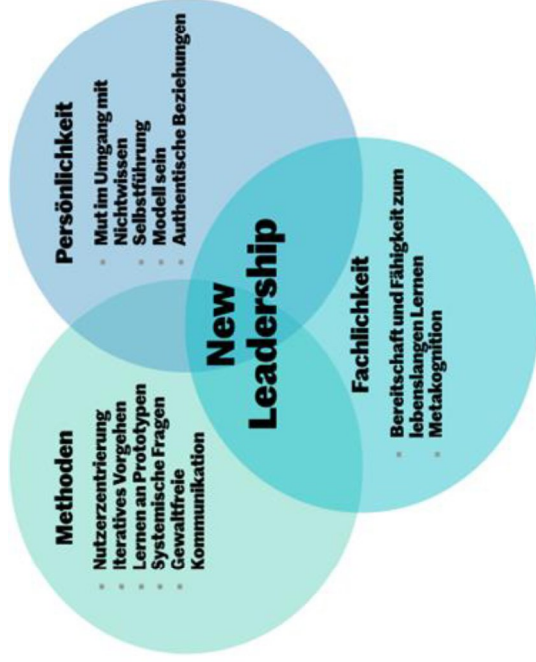 Methoden
Nutzerzentrierung
Iteratives Vorgehen
Lernen an Prototypen
Systemische Fragen
Gewaltfreie
Kommunikation
Persönlichkeit
Mut im Umgang mit
Nichtwissen
Selbstführung
Modell sein
Authentische Beziehungen
New
Leadership
Fachlichkeit
Bereitschaft und Fähigkeit zum
lebenslangen Lernen
Metakognition